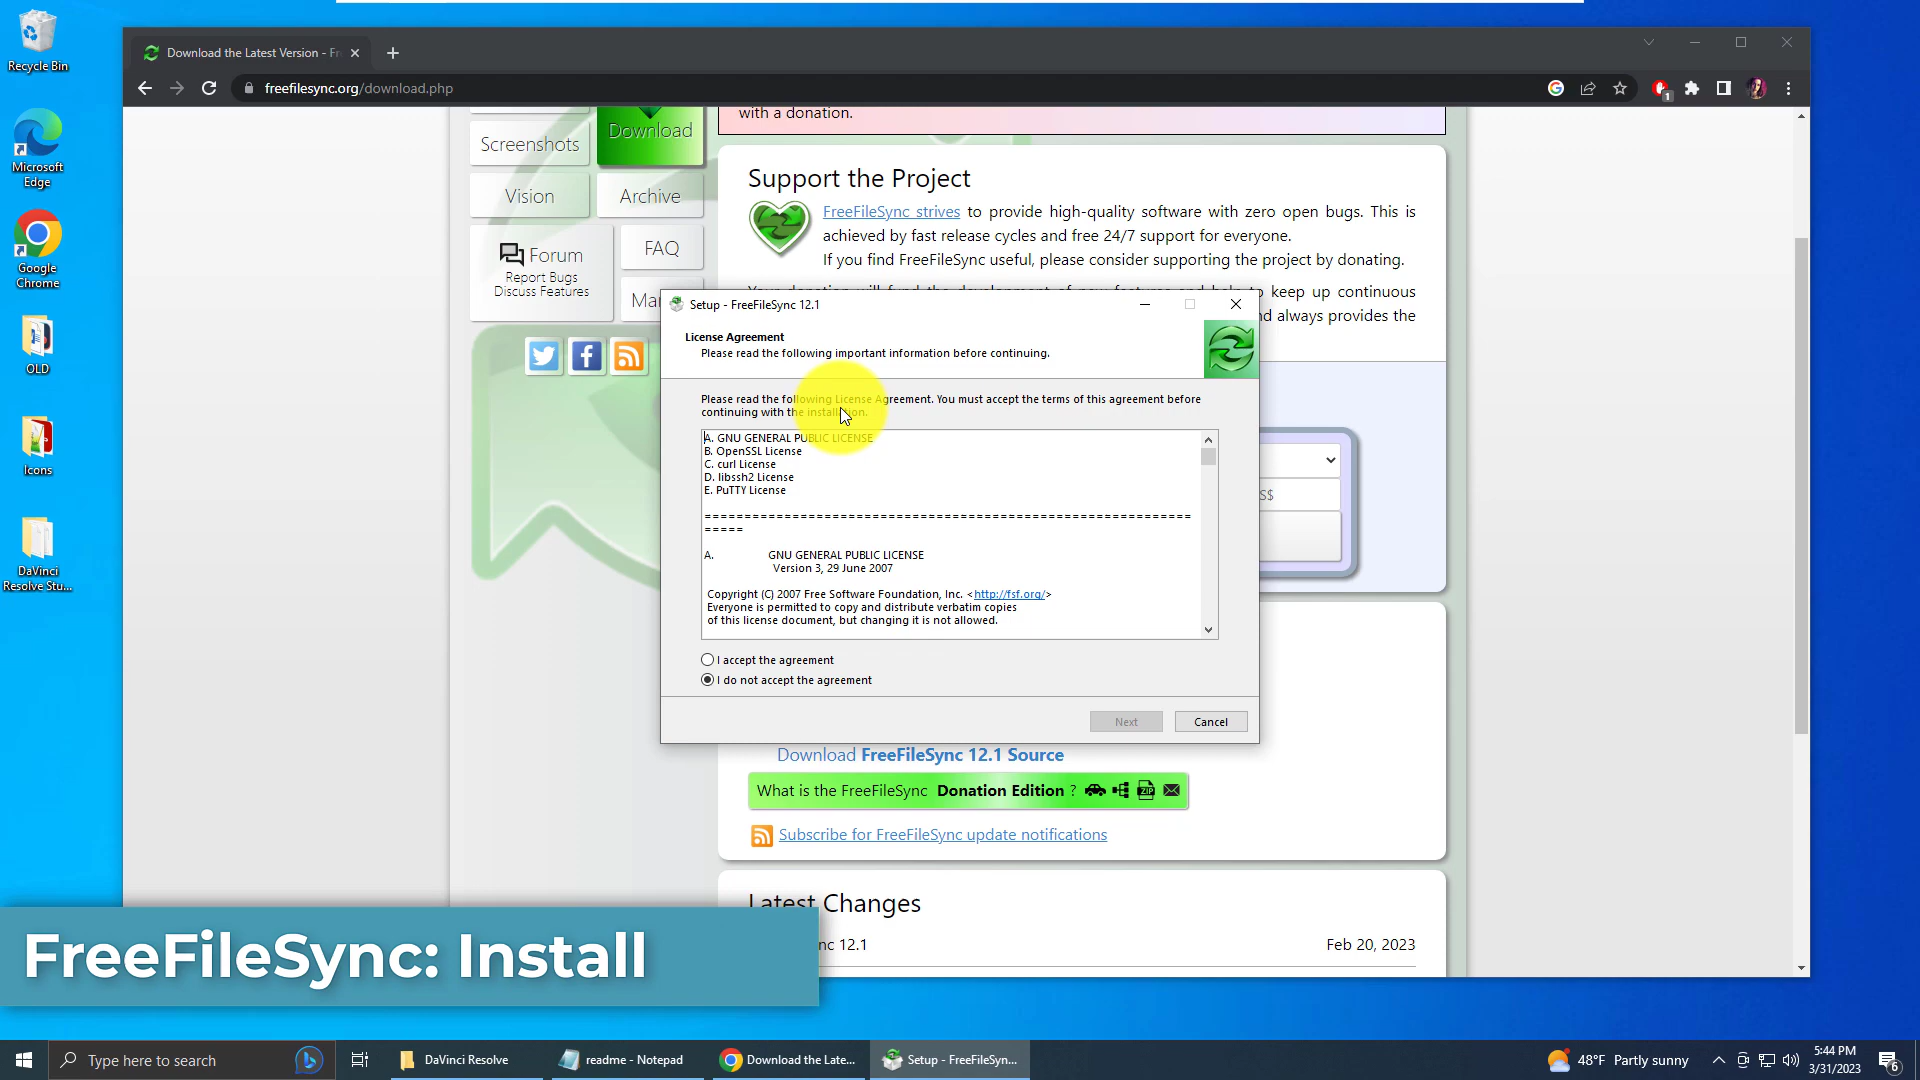 Recycle Bin
Microsoft
Edge
Google
Chrome
OLD
Icons
DaVinci
Resolve Stu...
Download the Latest Version - Fr
freefilesync.org/download.php
1
with a donation.
Screenshots
Download
Vision
Archive
Forum
Report Bugs
Discuss Features
FAQ
Support the Project
FreeFileSync strives to provide high-quality software with zero open bugs. This is
achieved by fast release cycles and free 24/7 support for everyone.
If you find FreeFileSync useful, please consider supporting the project by donating.
keep up continuous
always provides the
Setup - FreeFileSync 12.1
License Agreement
Please read the following important information before continuing.
Please read the following License Agreement. You must accept the terms of this agreement before
continuing with the installation.
A. GNU GENERAL PUBLIC LICENSE
B. OpenSSL License
C. curl License
D. libssh2 License
E. PuTTY License
=============================================================
=====
A. GNU GENERAL PUBLIC LICENSE
Version 3, 29 June 2007
Copyright (C) 2007 Free Software Foundation, Inc. <http://fsf.org/>
Everyone is permitted to copy and distribute verbatim copies
of this license document, but changing it is not allowed.
I accept the agreement
I do not accept the agreement
Next
Cancel
S$
Download FreeFileSync 12.1 Source
What is the FreeFileSync Donation Edition ?
ZIP
Subscribe for FreeFileSync update notifications
Latest Changes
nc 12.1
Feb 20, 2023
FreeFileSync: Install
Type here to search
DaVinci Resolve
readme - Notepad
Download the Late...
Setup - FreeFileSyn...
48°F Partly sunny
5:44 PM
3/31/2023
6